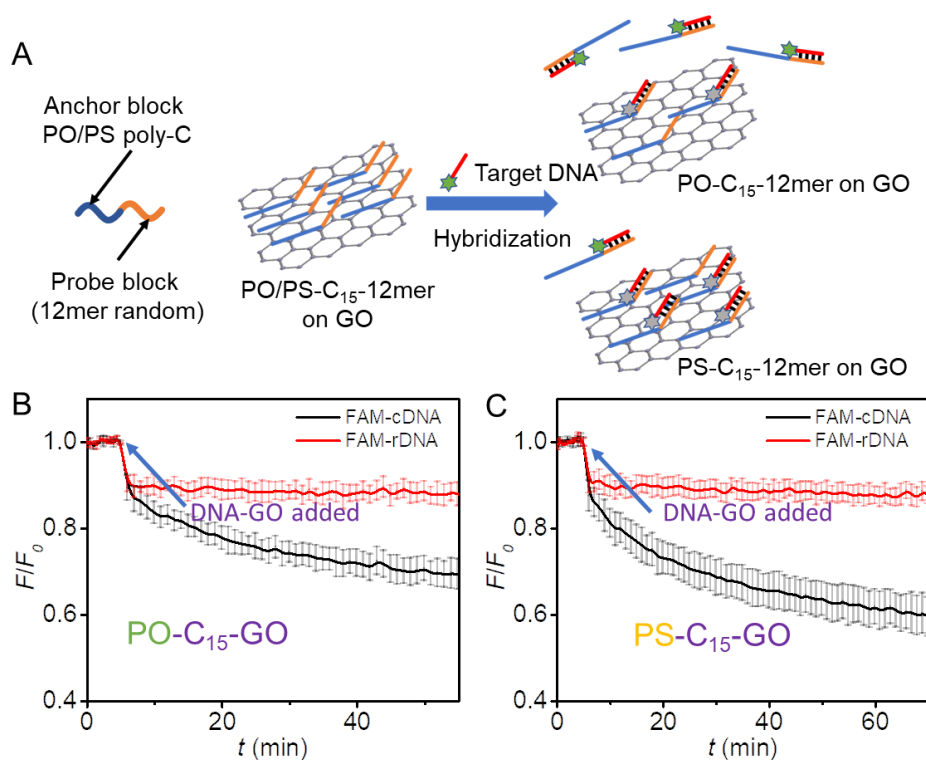 A
Anchor block
PO/PS poly-C
Probe block
(12mer random)
PO/PS-C₁₅-12mer
on GO
Target DNA
Hybridization
PO-C₁₅-12mer on GO
PS-C₁₅-12mer on GO
B
FAM-cDNA
FAM-rDNA
1.0
0.8
0.6
0.4
F/F₀
DNA-GO added
PO-C₁₅-GO
0
20
40
t (min)
C
FAM-cDNA
FAM-rDNA
1.0
0.8
0.6
0.4
F/F₀
DNA-GO added
PS-C₁₅-GO
0
20
40
60
t (min)